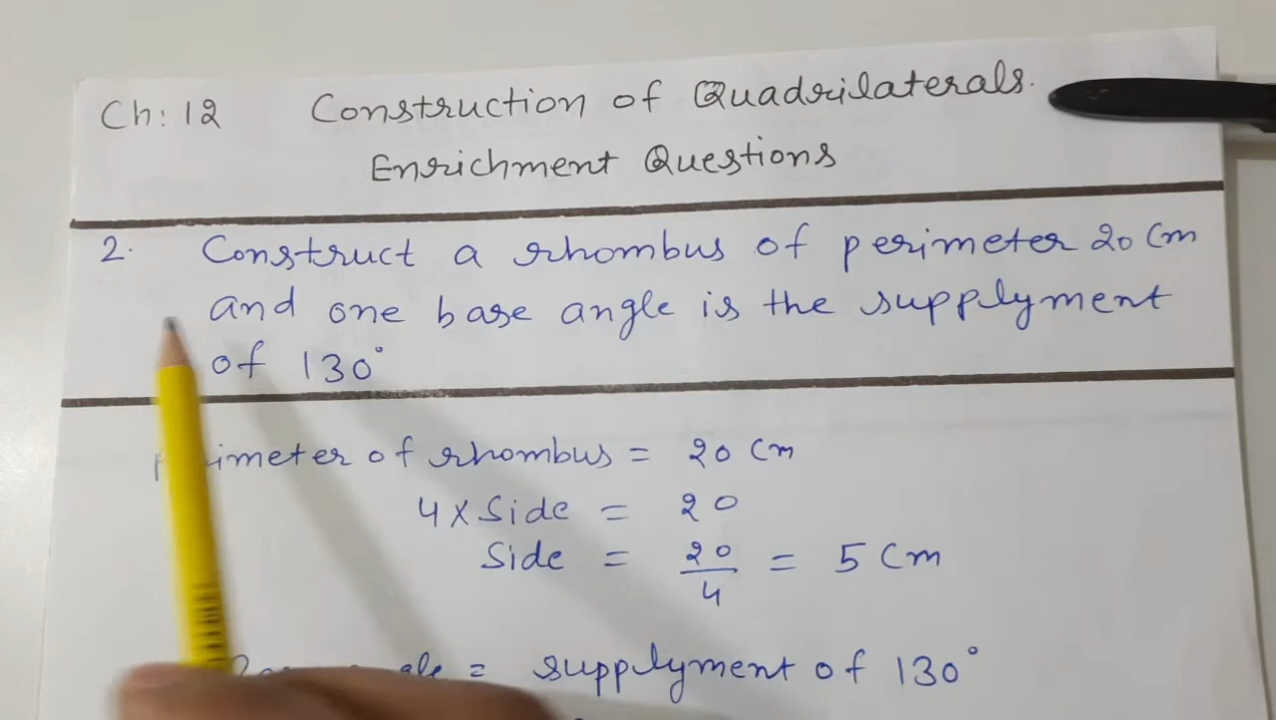 Ch: 12 Construction of Quadrilaterals.
Enrichment Questions
2. Construct a rhombus of perimeter 20 Cm
and one base angle is the supplyment
of 130°
of rhombus = 20 Cm
4 x Side = 20
Side = 20/4 = 5 Cm
= supplyment of 130°